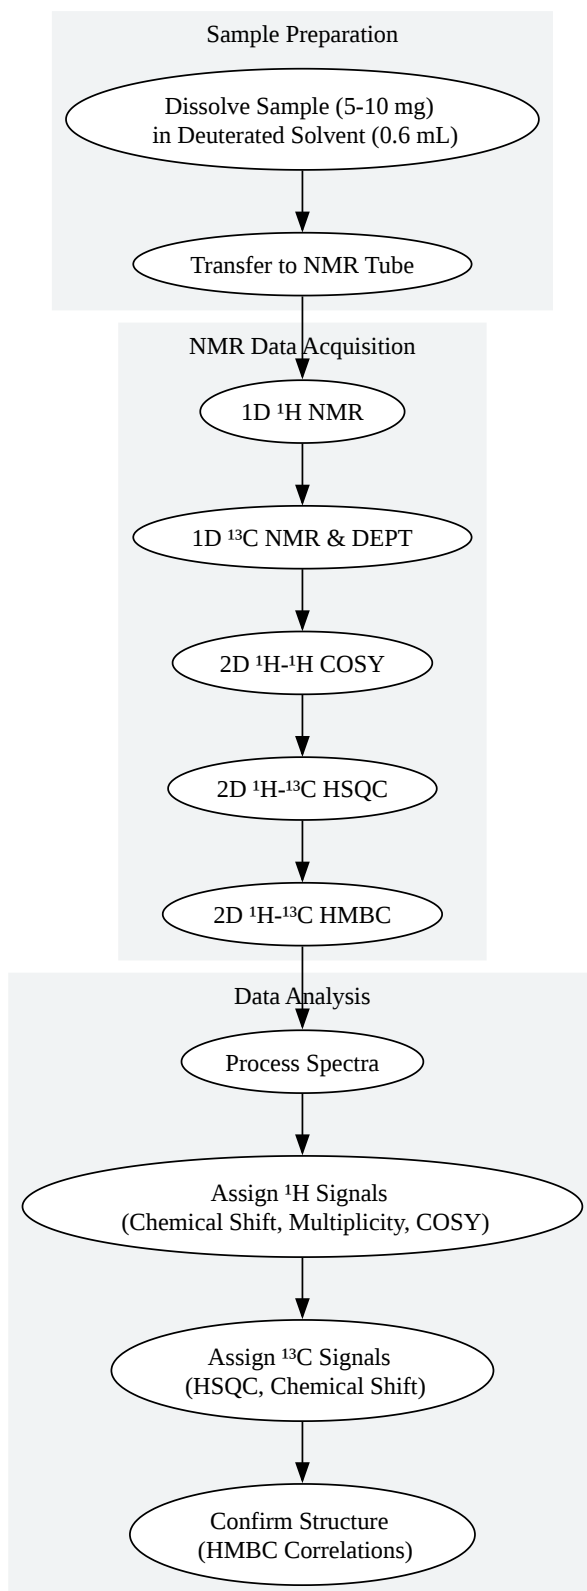 Sample Preparation
Dissolve Sample (5-10 mg)
in Deuterated Solvent (0.6 mL)
Transfer to NMR Tube
NMR Data Acquisition
1D ¹H NMR
1D ¹³C NMR & DEPT
2D ¹H-¹H COSY
2D ¹H-¹³C HSQC
2D ¹H-¹³C HMBC
Data Analysis
Process Spectra
Assign ¹H Signals
(Chemical Shift, Multiplicity, COSY)
Assign ¹³C Signals
(HSQC, Chemical Shift)
Confirm Structure
(HMBC Correlations)